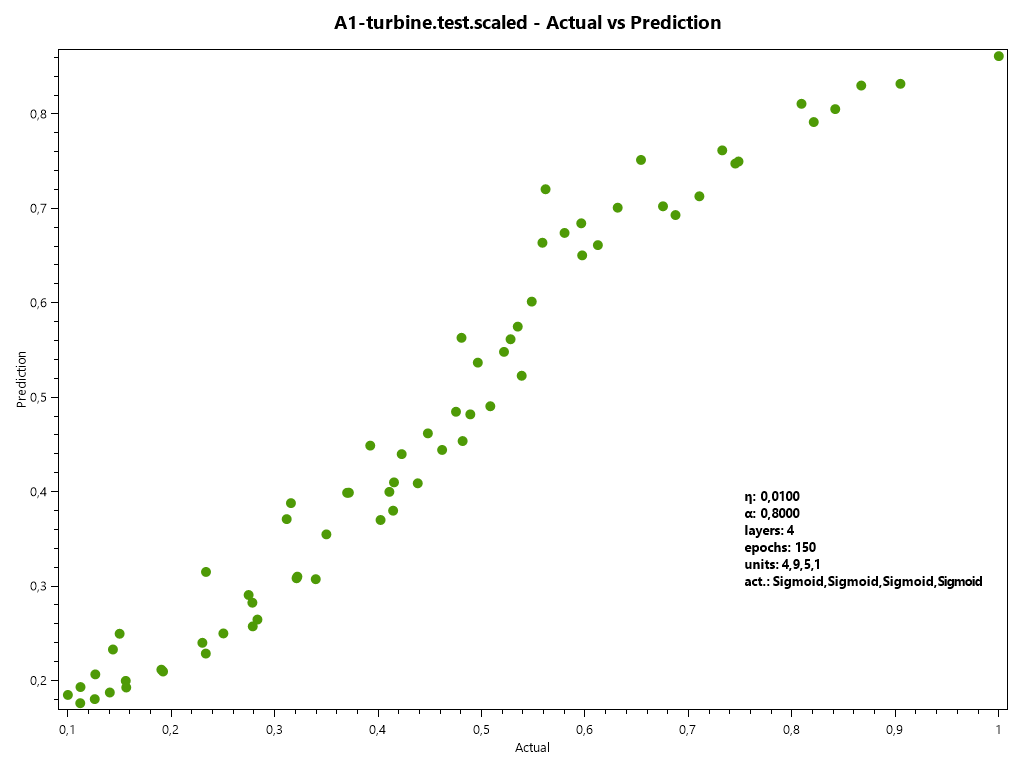 A1-turbine.test.scaled - Actual vs Prediction
0,8
0,7
0,6
0,5
0,4
0,3
0,2
Prediction
η: 0,0100
α: 0,8000
layers: 4
epochs: 150
units: 4,9,5,1
act.: Sigmoid,Sigmoid,Sigmoid,Sigmoid
0,1 0,2 0,3 0,4 0,5 0,6 0,7 0,8 0,9 1
Actual